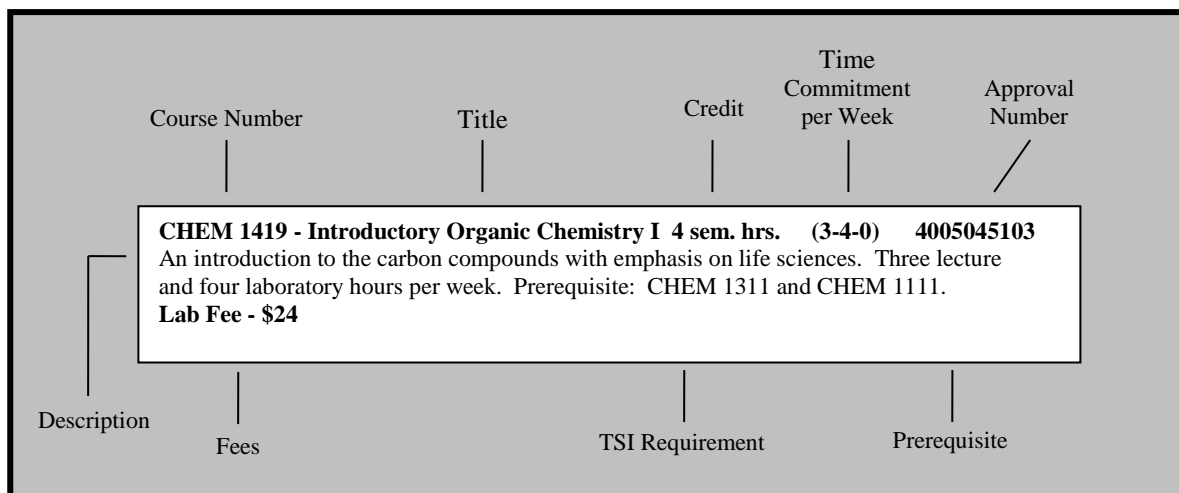 Time
Commitment
per Week
Approval
Number
Course Number
Title
Credit
CHEM 1419 - Introductory Organic Chemistry I 4 sem. hrs. (3-4-0) 4005045103
An introduction to the carbon compounds with emphasis on life sciences. Three lecture
and four laboratory hours per week. Prerequisite: CHEM 1311 and CHEM 1111.
Lab Fee - $24
Description
Fees
TSI Requirement
Prerequisite